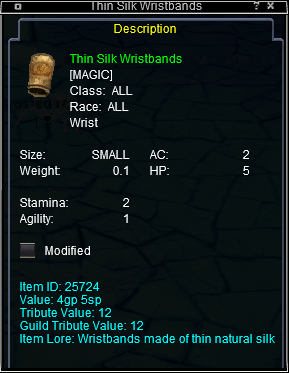 Thin Silk Wristbands
? X
Description
Thin Silk Wristbands
[MAGIC]
Class: ALL
Race: ALL
Wrist
Size: SMALL AC: 2
Weight: 0.1 HP: 5
Stamina: 2
Agility: 1
Modified
Item ID: 25724
Value: 4gp 5sp
Tribute Value: 12
Guild Tribute Value: 12
Item Lore: Wristbands made of thin natural silk